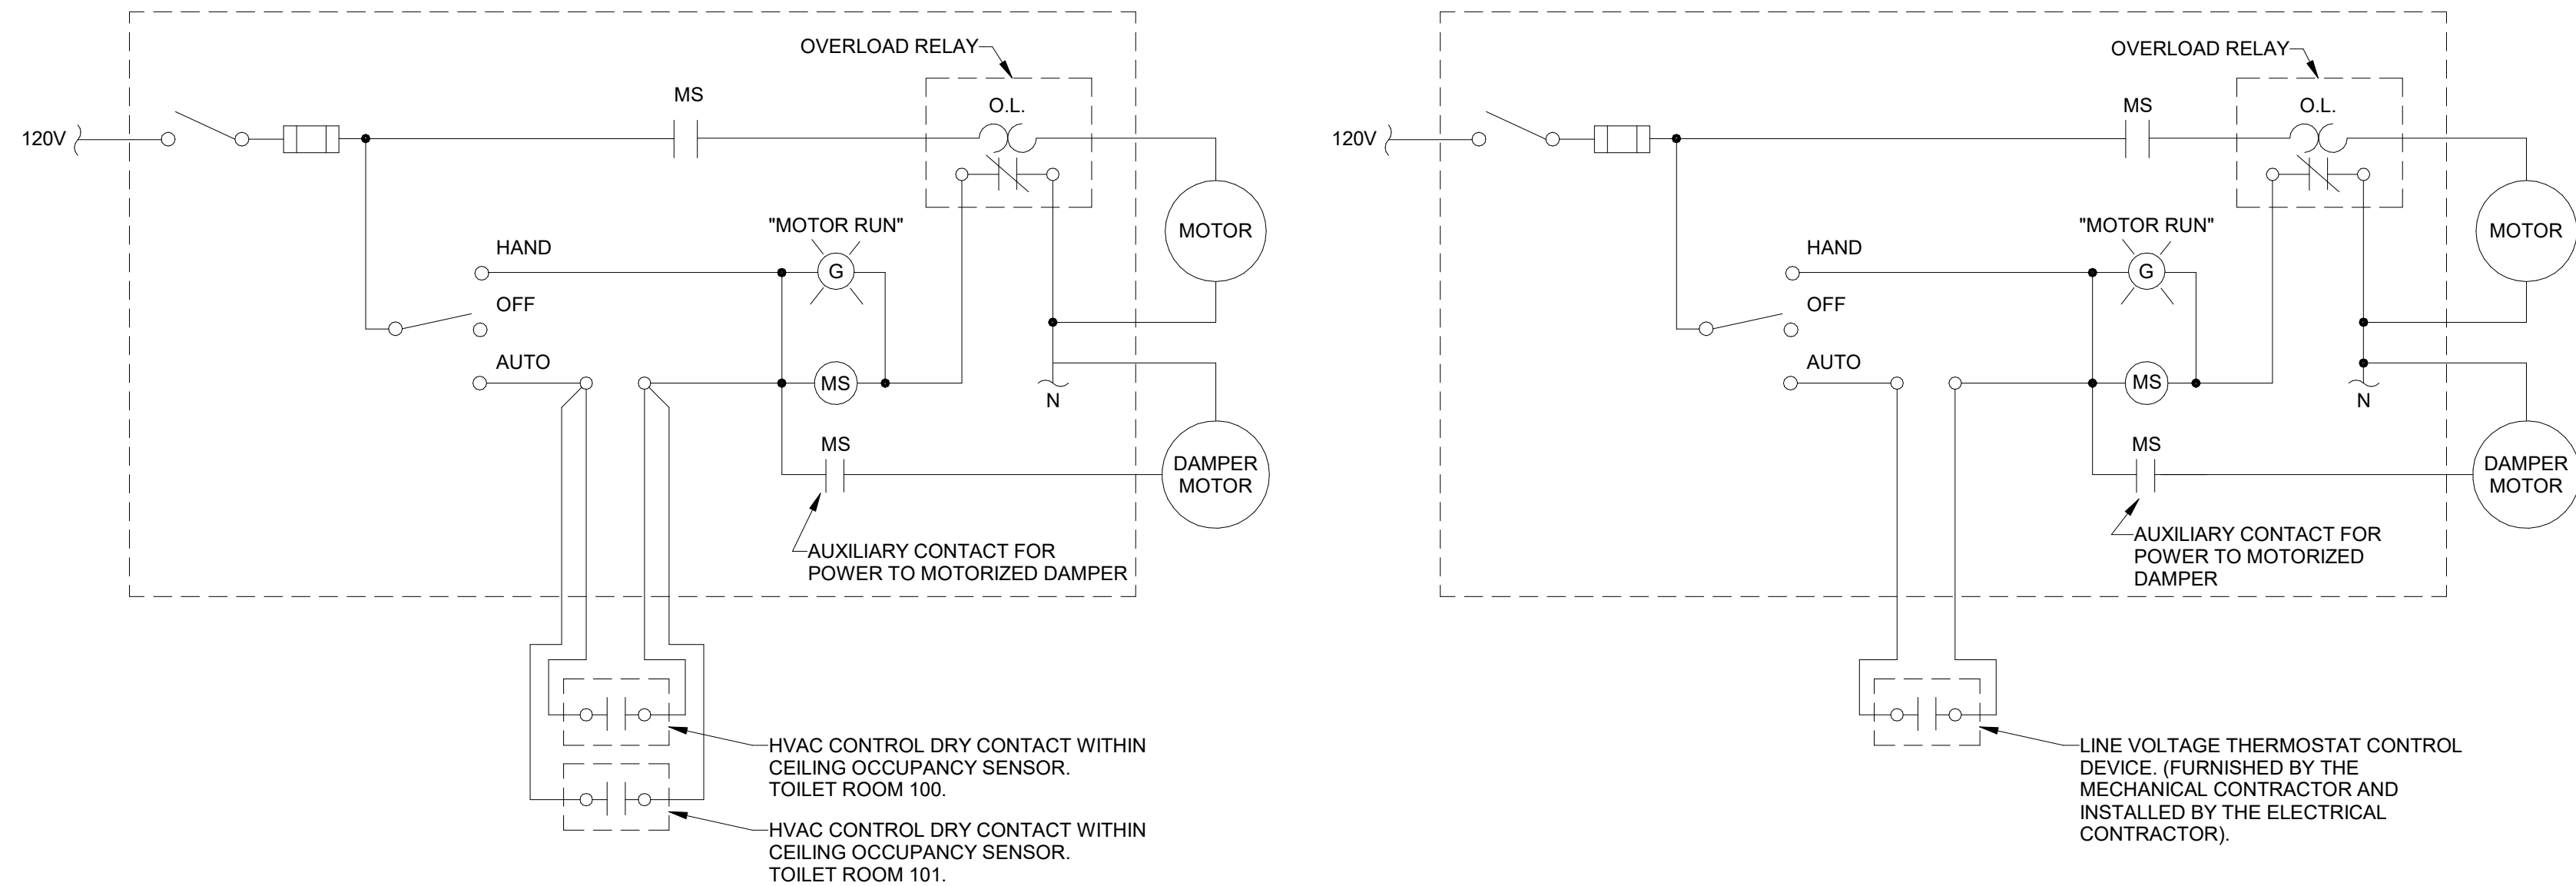 OVERLOAD RELAY
O.L.
MS
120V
"MOTOR RUN"
G
MOTOR
HAND
OFF
AUTO
MS
N
MS
DAMPER
MOTOR
AUXILIARY CONTACT FOR
POWER TO MOTORIZED DAMPER
HVAC CONTROL DRY CONTACT WITHIN
CEILING OCCUPANCY SENSOR.
TOILET ROOM 100.
HVAC CONTROL DRY CONTACT WITHIN
CEILING OCCUPANCY SENSOR.
TOILET ROOM 101.
OVERLOAD RELAY
O.L.
MS
120V
"MOTOR RUN"
G
MOTOR
HAND
OFF
AUTO
MS
N
MS
DAMPER
MOTOR
AUXILIARY CONTACT FOR
POWER TO MOTORIZED
DAMPER
LINE VOLTAGE THERMOSTAT CONTROL
DEVICE. (FURNISHED BY THE
MECHANICAL CONTRACTOR AND
INSTALLED BY THE ELECTRICAL
CONTRACTOR).